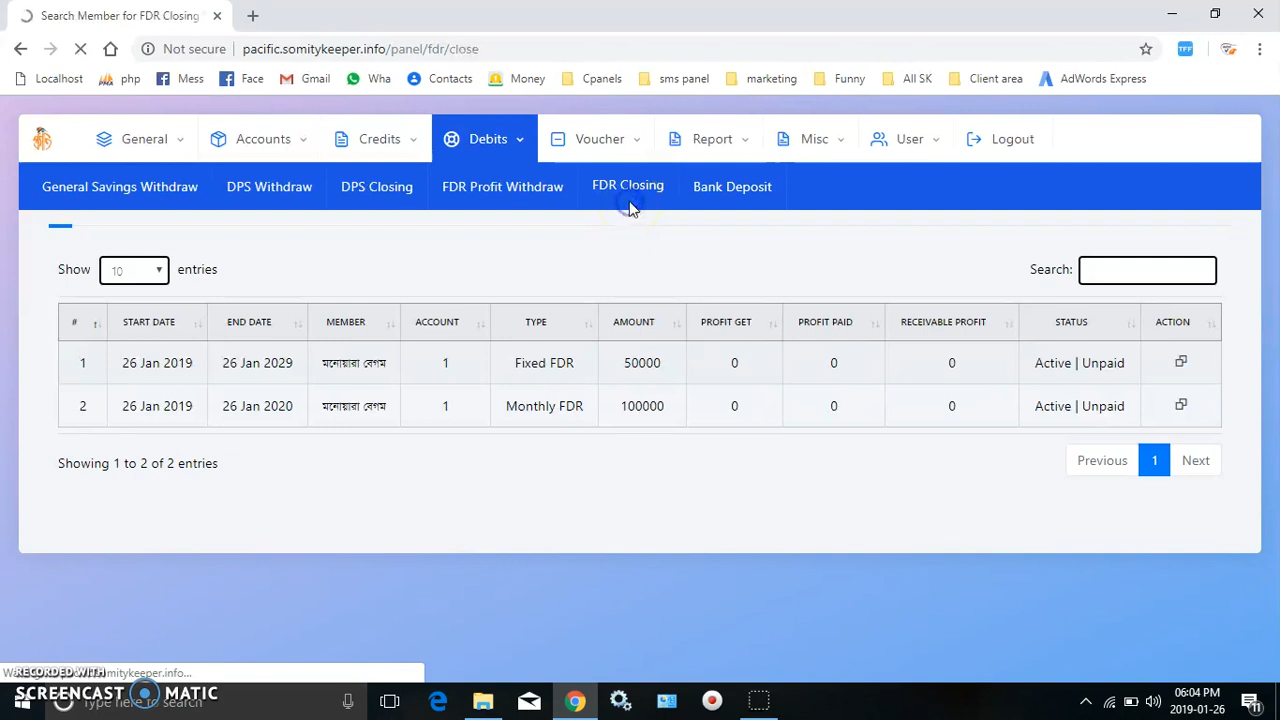 Search Member for FDR Closing
Not secure pacific.somitykeeper.info/panel/fdr/close
Localhost php Mess Face Gmail Wha Contacts Money Cpanels sms panel marketing Funny All SK Client area AdWords Express
General Accounts Credits Debits Voucher Report Misc User Logout
General Savings Withdraw DPS Withdraw DPS Closing FDR Profit Withdraw FDR Closing Bank Deposit
Show 10 entries Search:
# START DATE END DATE MEMBER ACCOUNT TYPE AMOUNT PROFIT GET PROFIT PAID RECEIVABLE PROFIT STATUS ACTION
1 26 Jan 2019 26 Jan 2029 মনোয়ারা বেগম 1 Fixed FDR 50000 0 0 0 Active | Unpaid
2 26 Jan 2019 26 Jan 2020 মনোয়ারা বেগম 1 Monthly FDR 100000 0 0 0 Active | Unpaid
Showing 1 to 2 of 2 entries Previous 1 Next
RECORDED WITH
SCREENCAST MATIC
Type here to search
06:04 PM
2019-01-26
11